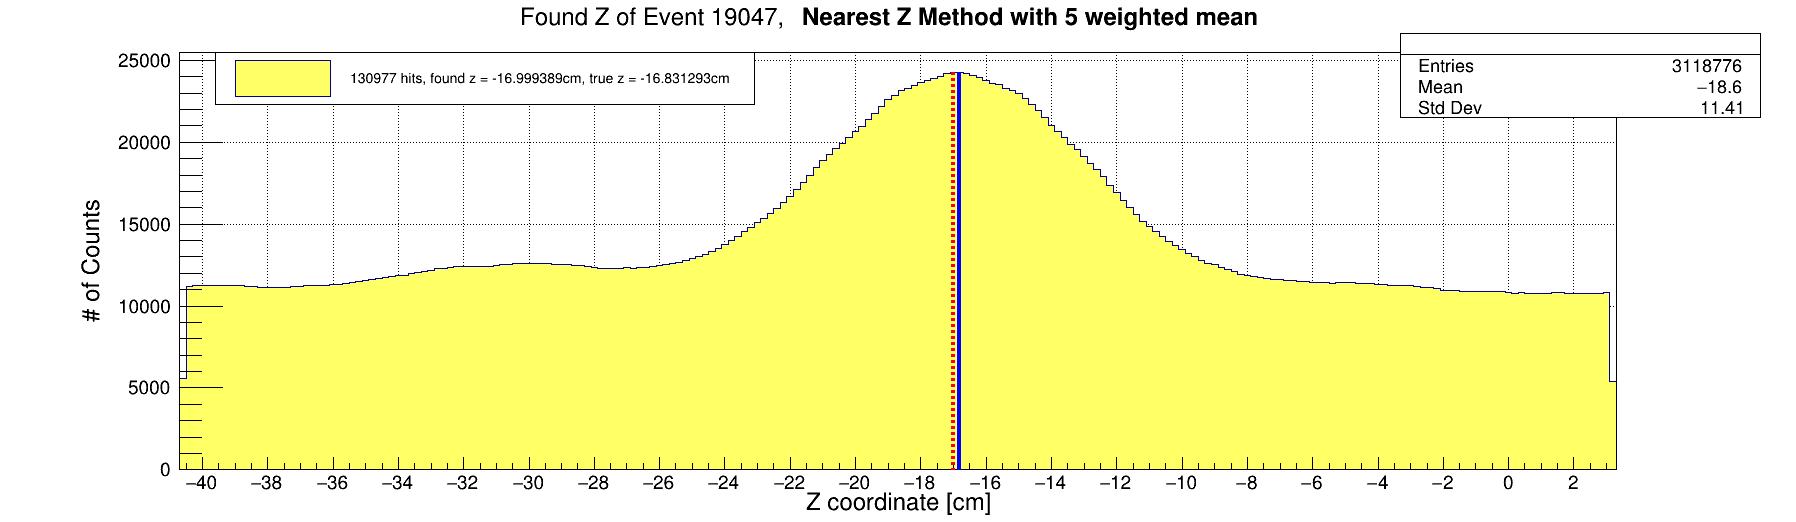 Found Z of Event 19047, Nearest Z Method with 5 weighted mean
130977 hits, found z = -16.999389cm, true z = -16.831293cm
Entries 3118776
Mean −18.6
Std Dev 11.41
# of Counts
25000
20000
15000
10000
5000
0
−40 −38 −36 −34 −32 −30 −28 −26 −24 −22 −20 −18 −16 −14 −12 −10 −8 −6 −4 −2 0 2
Z coordinate [cm]